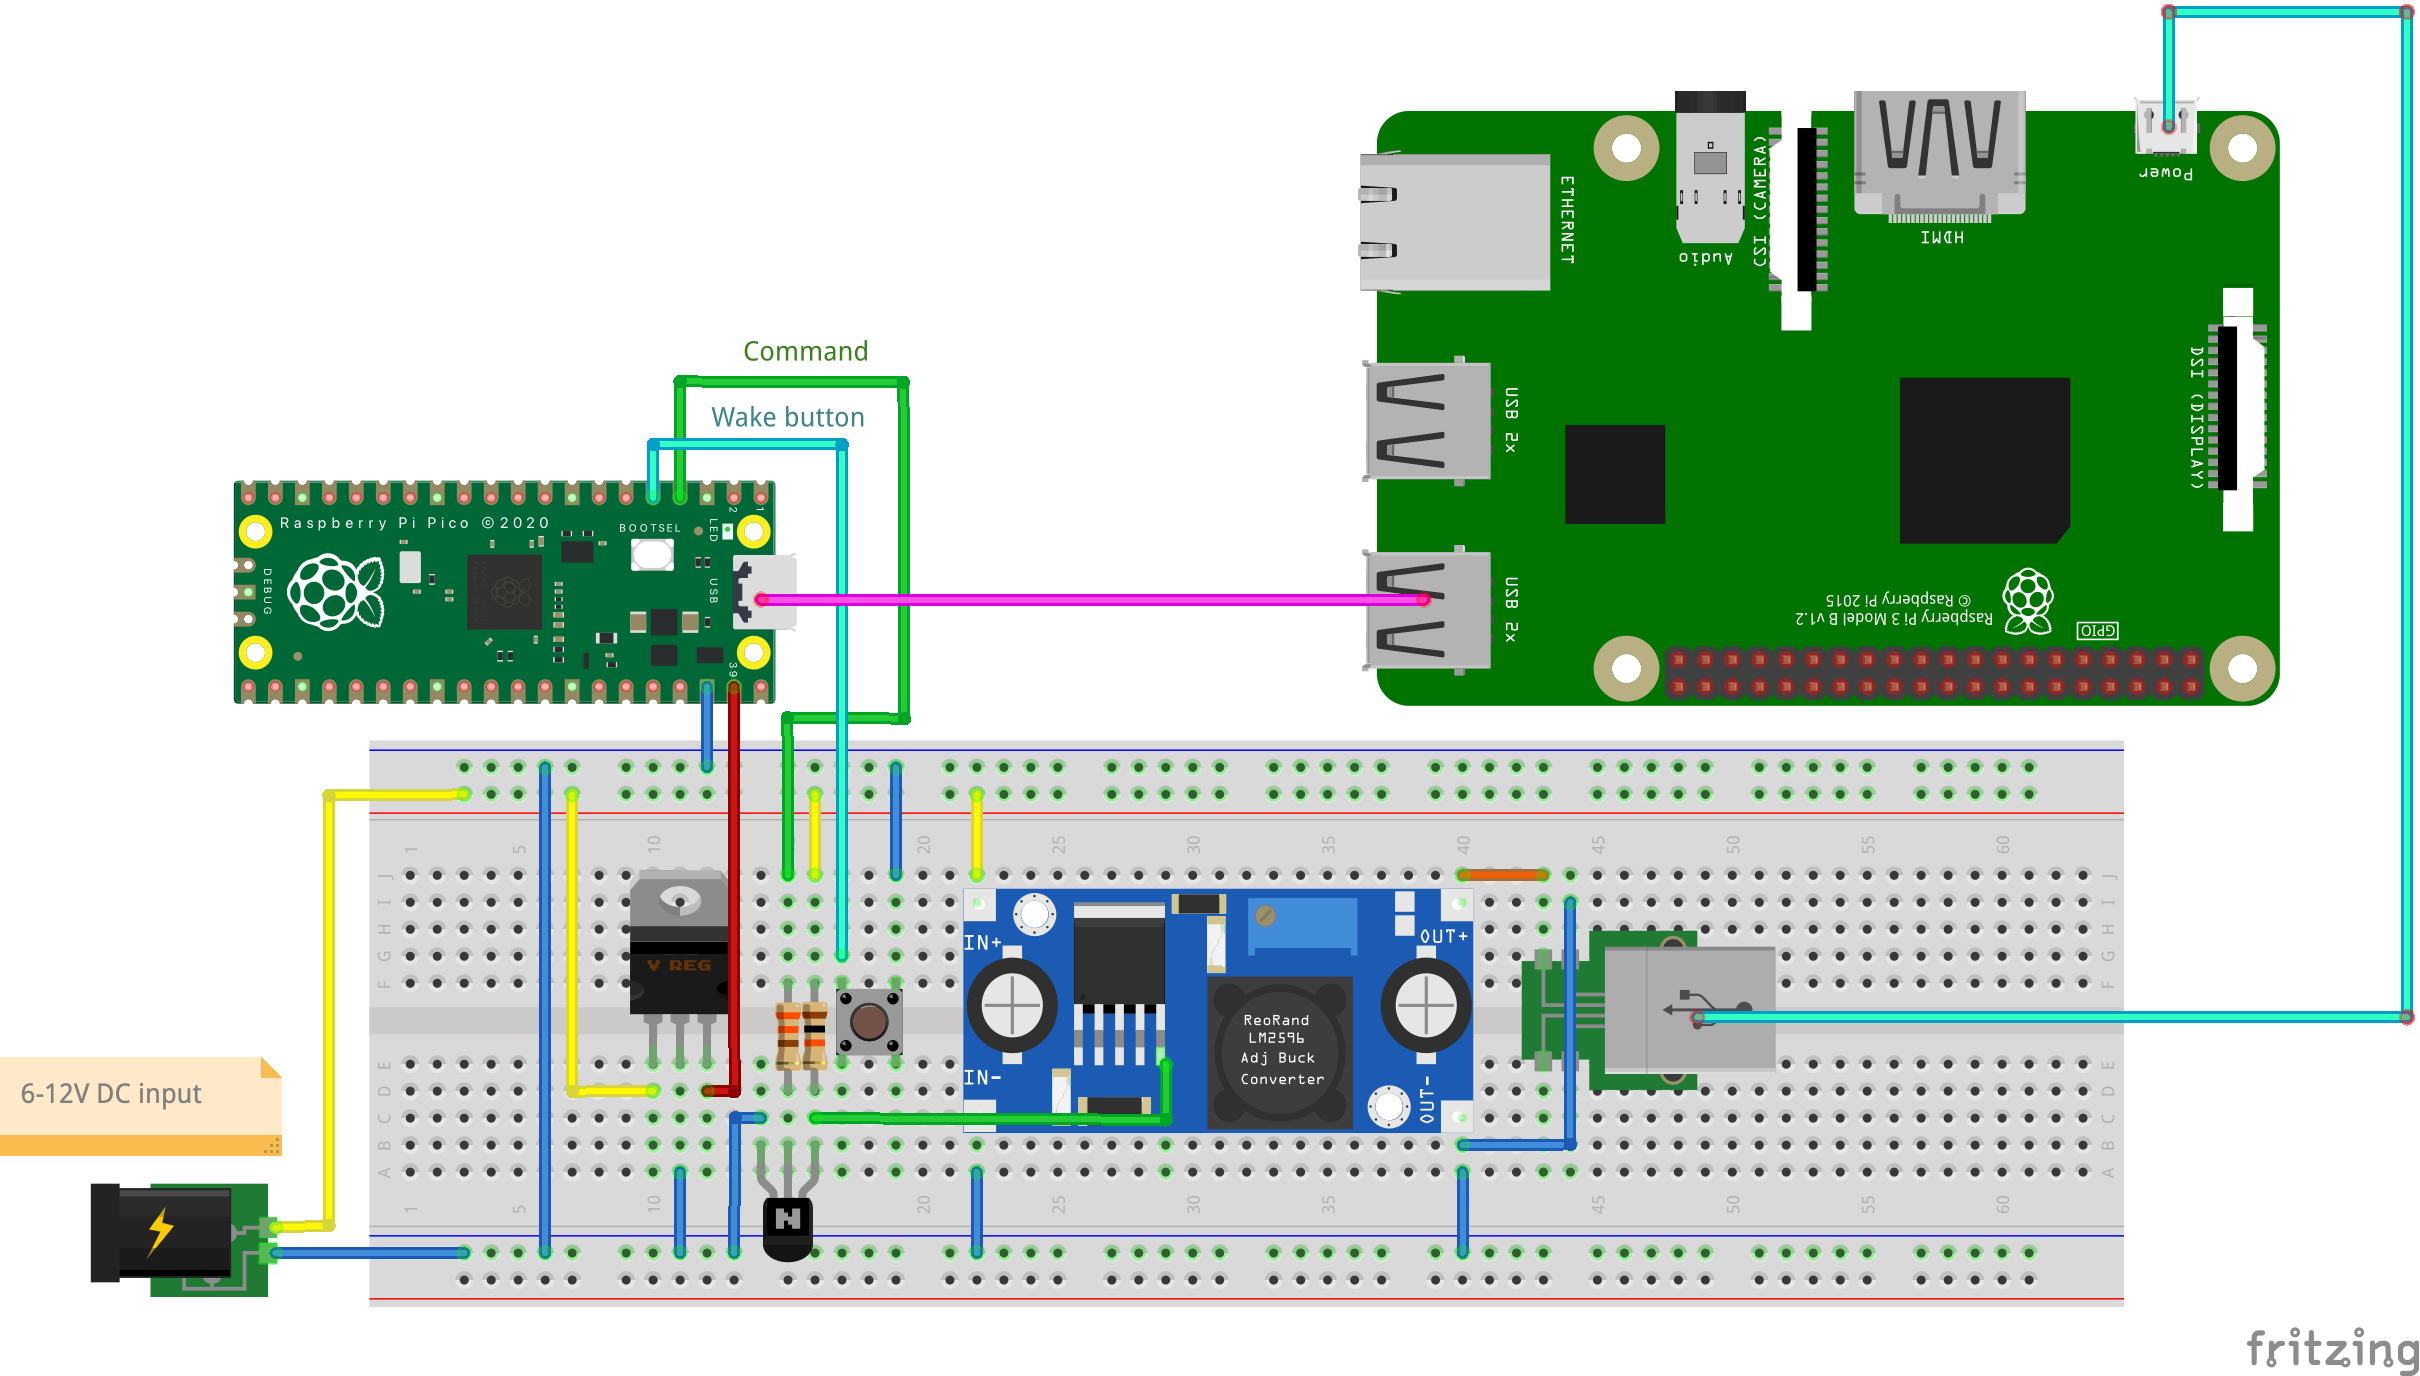 Command
Wake button
Raspberry Pi Pico ©2020
BOOTSEL
LED
2
1
DEBUG
USB
39
ETHERNET
Audio
CSI (CAMERA)
HDMI
Power
USB 2x
DSI (DISPLAY)
USB 2x
© Raspberry Pi 2015
Raspberry Pi 3 Model B v1.2
GPIO
1 5 10 20 25 30 35 40 45 50 55 60
J J
I I
H H
G G
F F
E E
D D
C C
B B
A A
1 5 10 20 25 30 35 45 50 55 60
V REG
IN+
IN-
OUT+
OUT-
ReoRand
LM2596
Adj Buck
Converter
6-12V DC input
N
fritzing